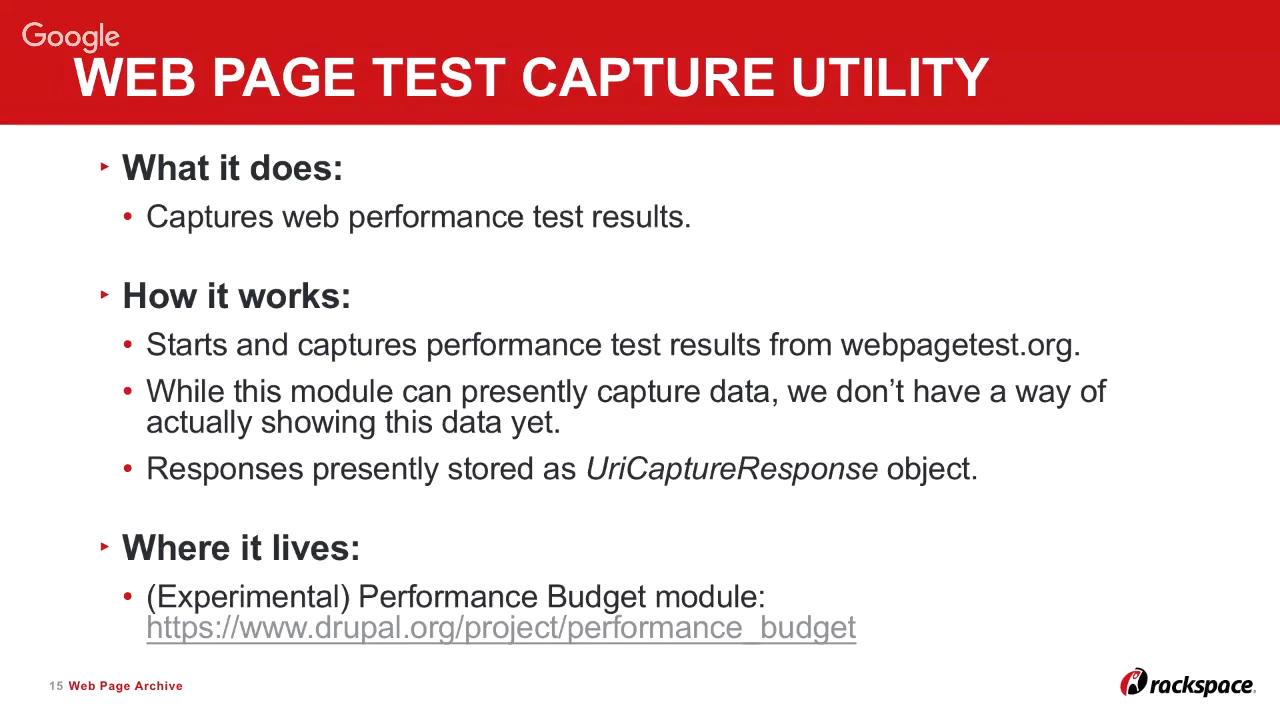 Google
WEB PAGE TEST CAPTURE UTILITY
What it does:
Captures web performance test results.
How it works:
Starts and captures performance test results from webpagetest.org.
While this module can presently capture data, we don’t have a way of
actually showing this data yet.
Responses presently stored as UriCaptureResponse object.
Where it lives:
(Experimental) Performance Budget module:
https://www.drupal.org/project/performance_budget
15 Web Page Archive
rackspace.